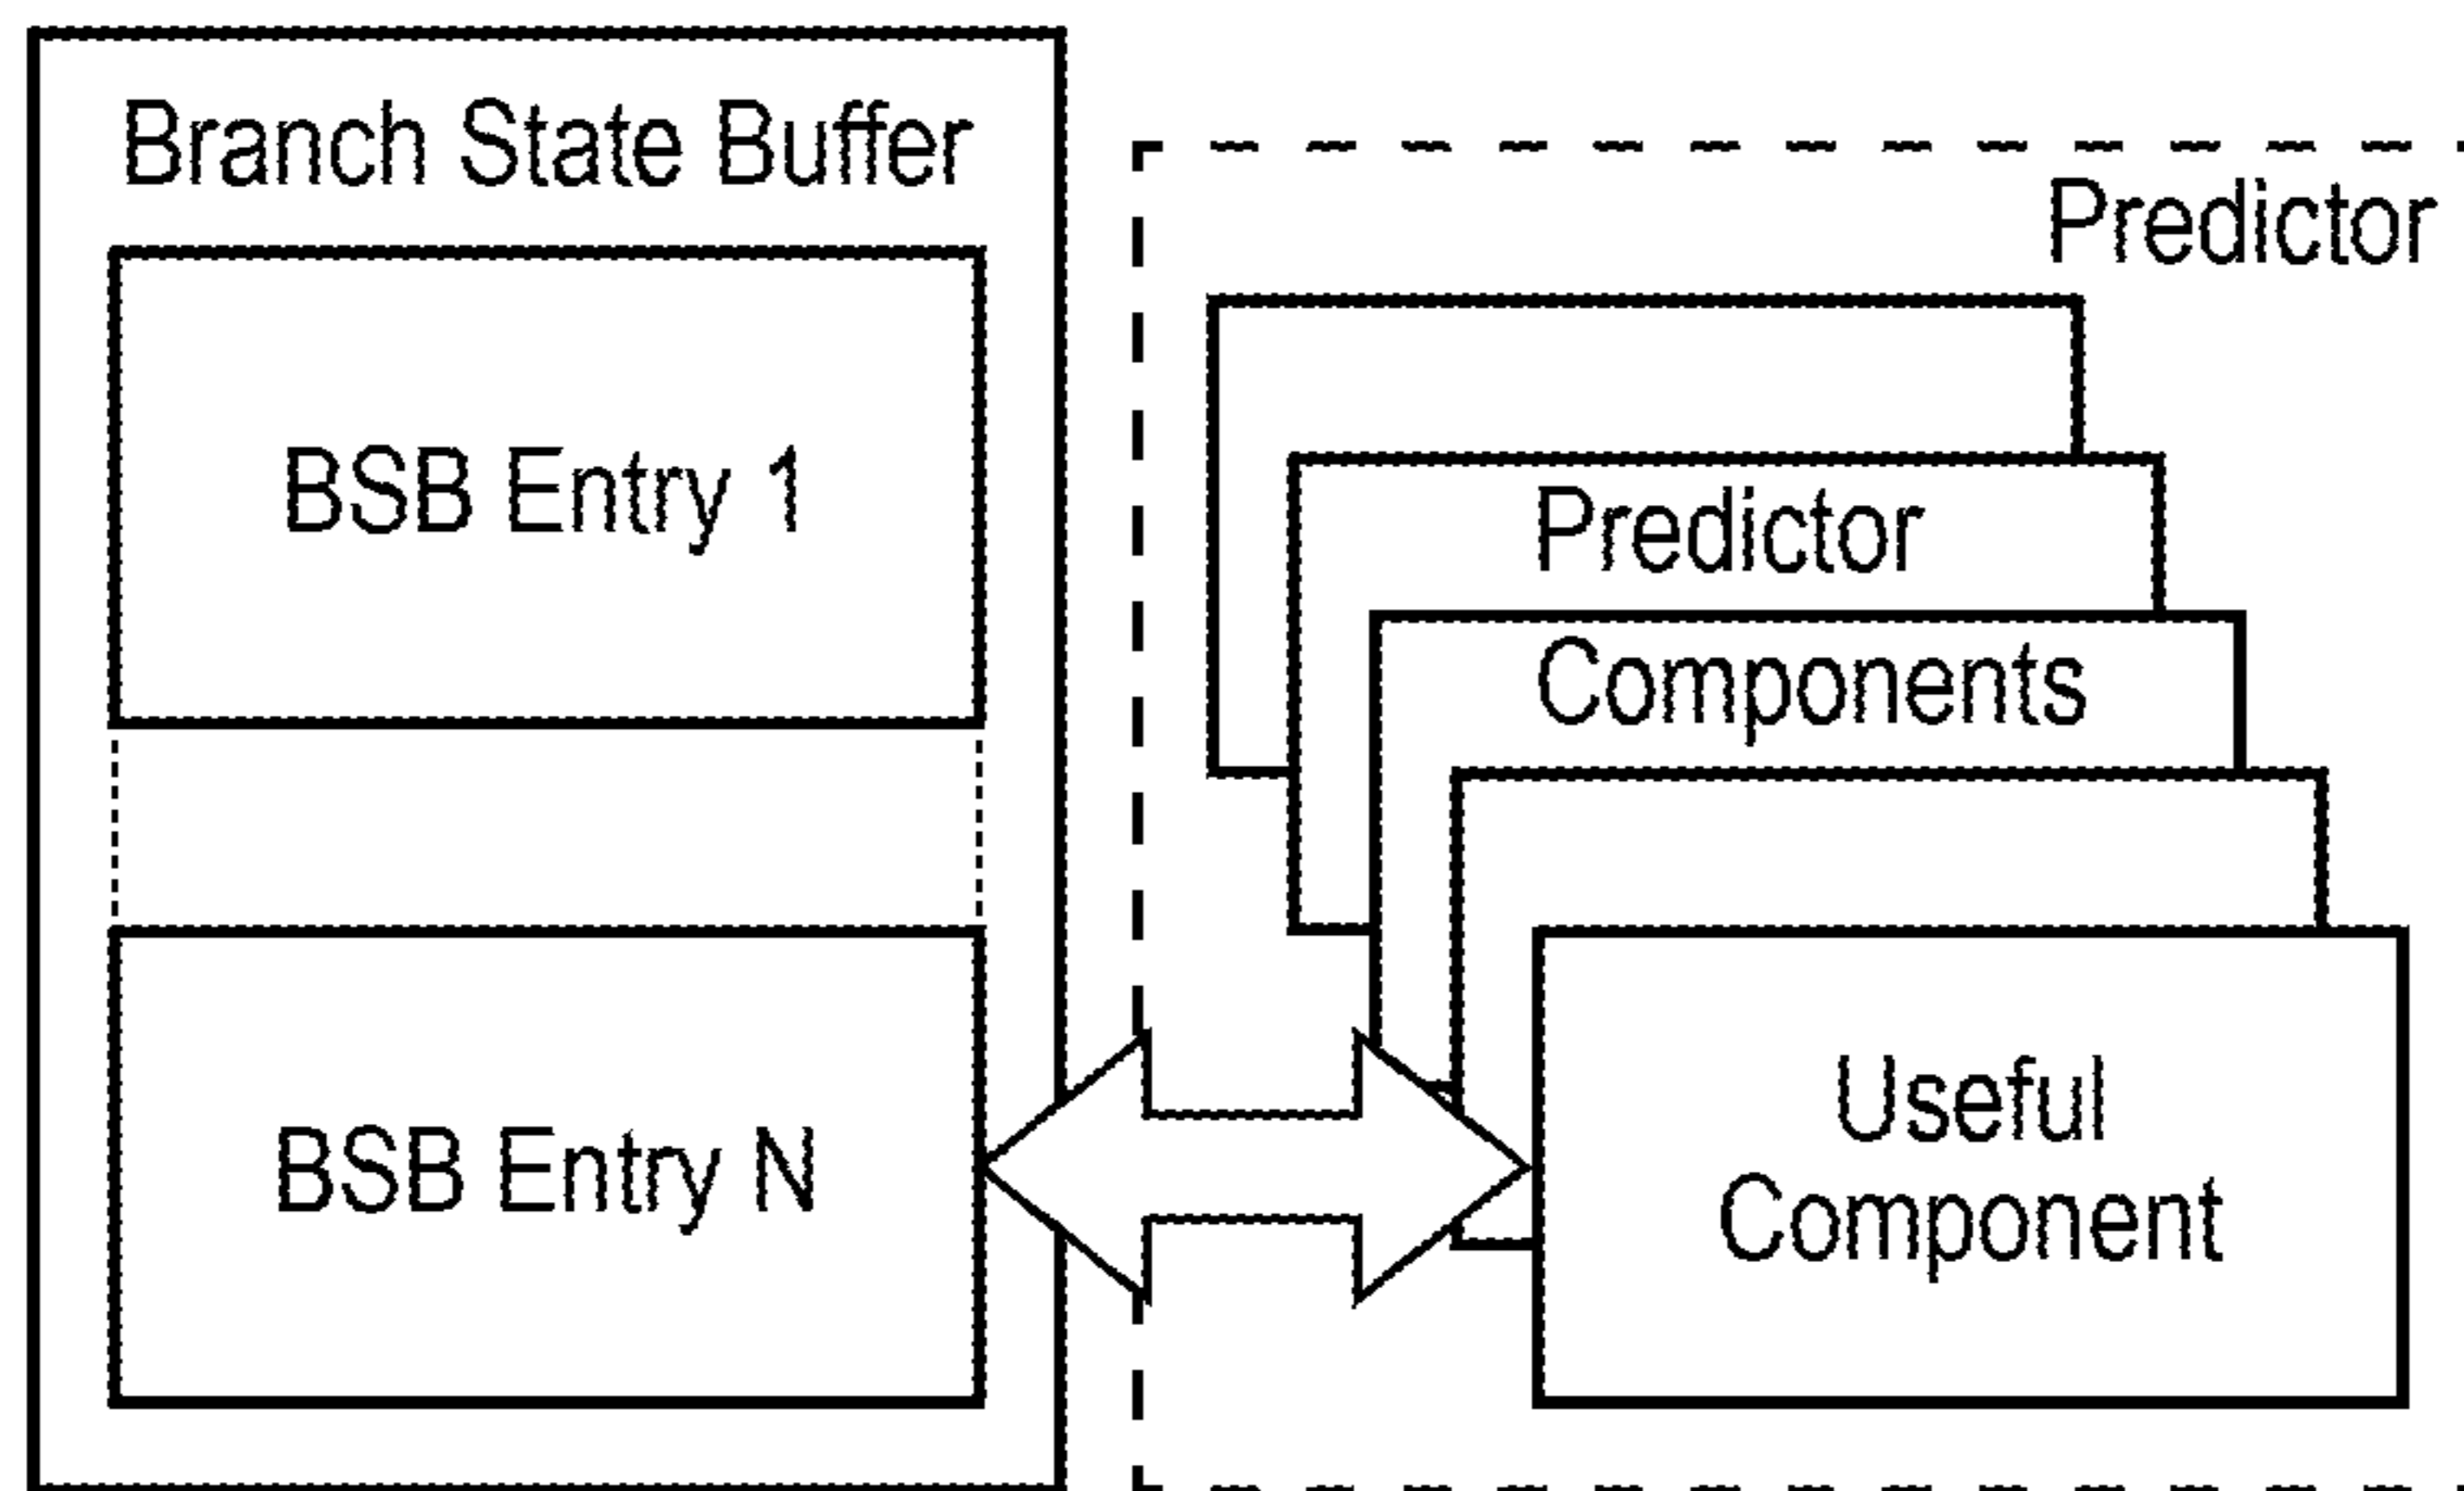 Branch State Buffer
BSB Entry 1
BSB Entry N
Predictor
Predictor
Components
Useful
Component